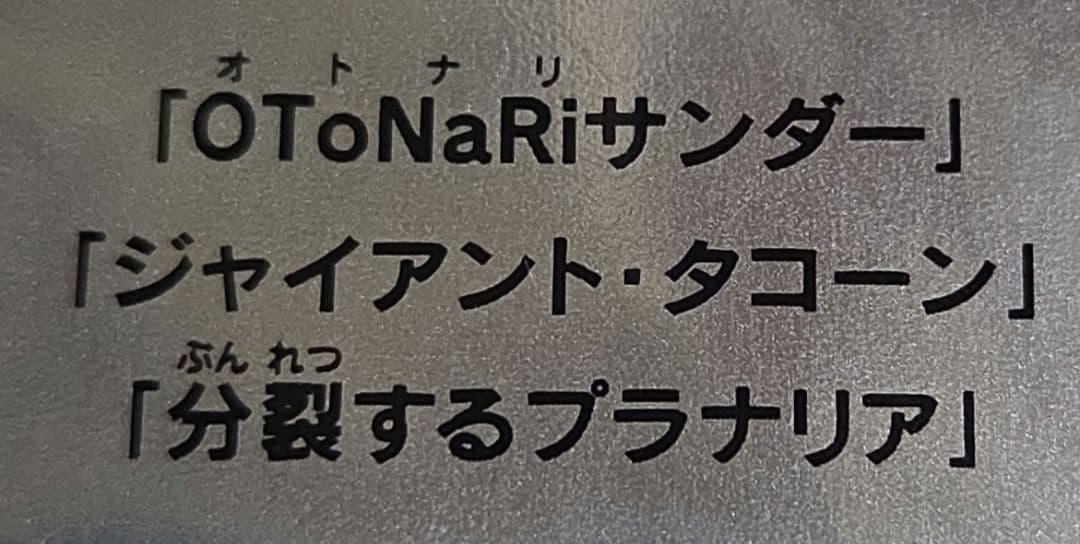 オトナリ
「OToNaRiサンダー」
「ジャイアント・タコーン」
ぶんれつ
「分裂するプラナリア」